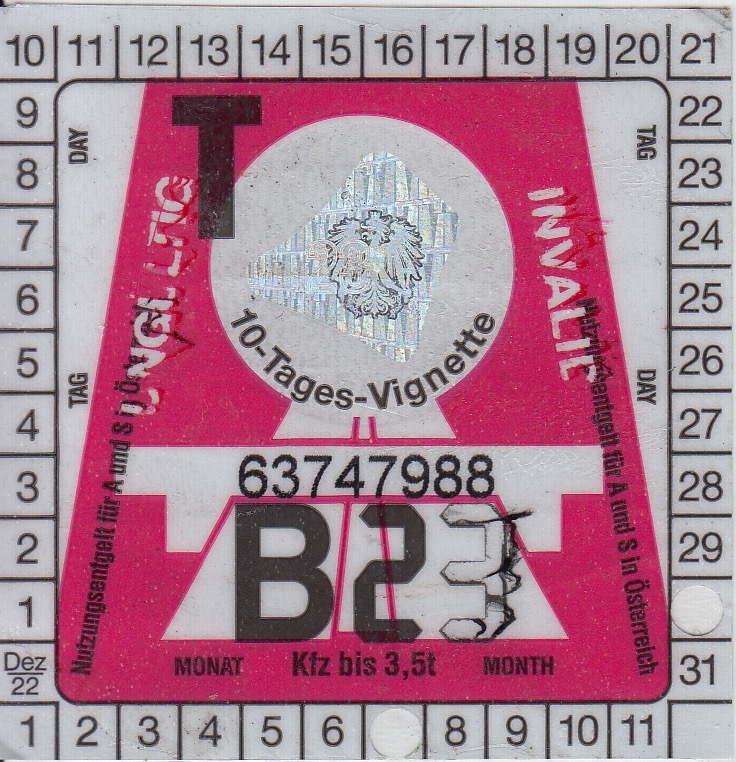 10 11 12 13 14 15 16 17 18 19 20 21
9 22
DAY T TAG
8 23
INVALID
7 24
6 25
10-Tages-Vignette
5 26
TAG DAY
4 27
63747988
3 28
B23
2 29
Nutzungsentgelt für A und S in Öster
Nutzungsentgelt für A und S in Österreich
1
MONAT Kfz bis 3,5t MONTH
Dez
22
31
1 2 3 4 5 6 8 9 10 11